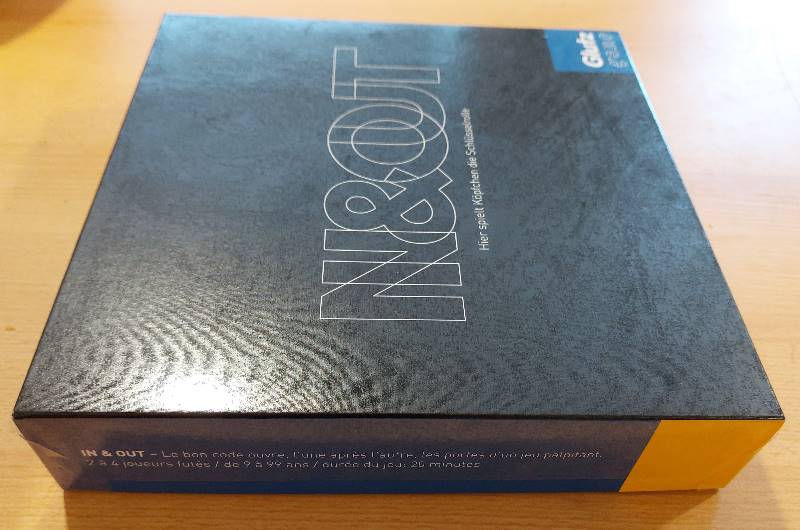 IN&OUT
Hier spielt Köpfchen die Schlüsselrolle
Glutz
IN & OUT – Le bon code ouvre, l'une après l'autre, les portes d'un jeu palpitant.
2 à 4 joueurs futés / de 9 à 99 ans / durée du jeu: 20 minutes